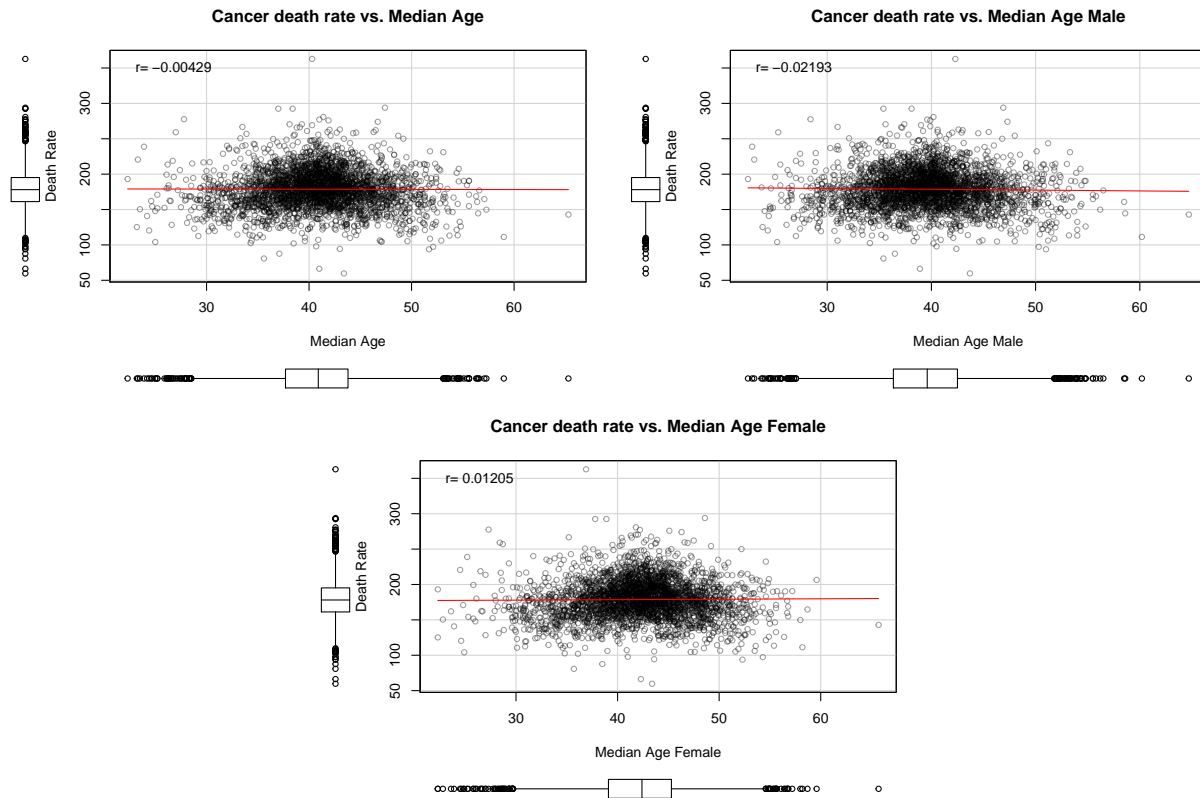 Cancer death rate vs. Median Age
r= −0.00429
Death Rate
50 100 200 300
30 40 50 60
Median Age
Cancer death rate vs. Median Age Male
r= −0.02193
Death Rate
50 100 200 300
30 40 50 60
Median Age Male
Cancer death rate vs. Median Age Female
r= 0.01205
Death Rate
50 100 200 300
30 40 50 60
Median Age Female